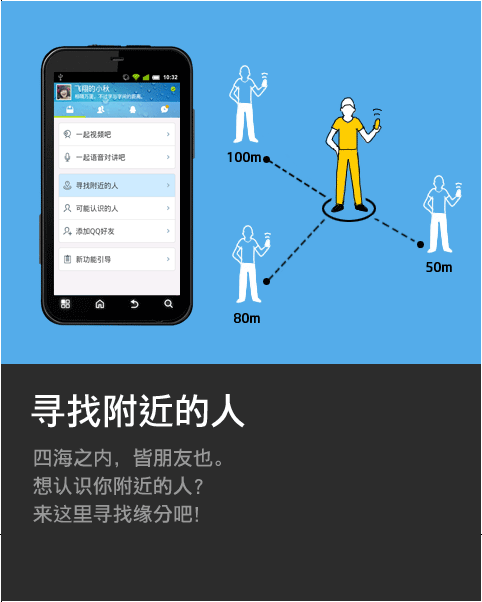 10:32
飞翔的小秋
一起视频吧
一起语音对讲吧
寻找附近的人
可能认识的人
添加QQ好友
新功能引导
100m
50m
80m
寻找附近的人
四海之内，皆朋友也。
想认识你附近的人？
来这里寻找缘分吧！